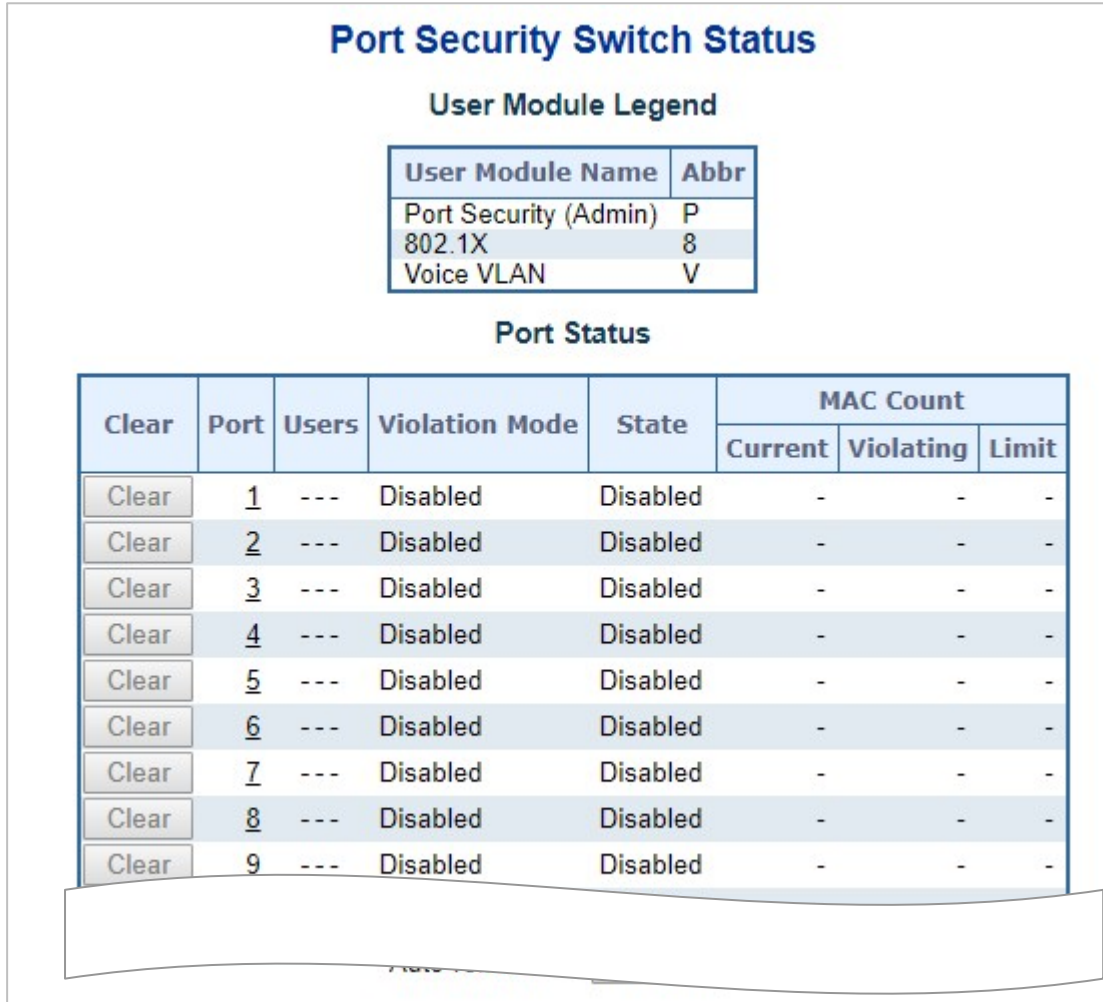 Port Security Switch Status
User Module Legend
User Module Name Abbr
Port Security (Admin) P
802.1X 8
Voice VLAN V
Port Status
Clear Port Users Violation Mode State MAC Count
Current Violating Limit
Clear 1 - - - Disabled Disabled - - -
Clear 2 - - - Disabled Disabled - - -
Clear 3 - - - Disabled Disabled - - -
Clear 4 - - - Disabled Disabled - - -
Clear 5 - - - Disabled Disabled - - -
Clear 6 - - - Disabled Disabled - - -
Clear 7 - - - Disabled Disabled - - -
Clear 8 - - - Disabled Disabled - - -
Clear 9 - - - Disabled Disabled - - -